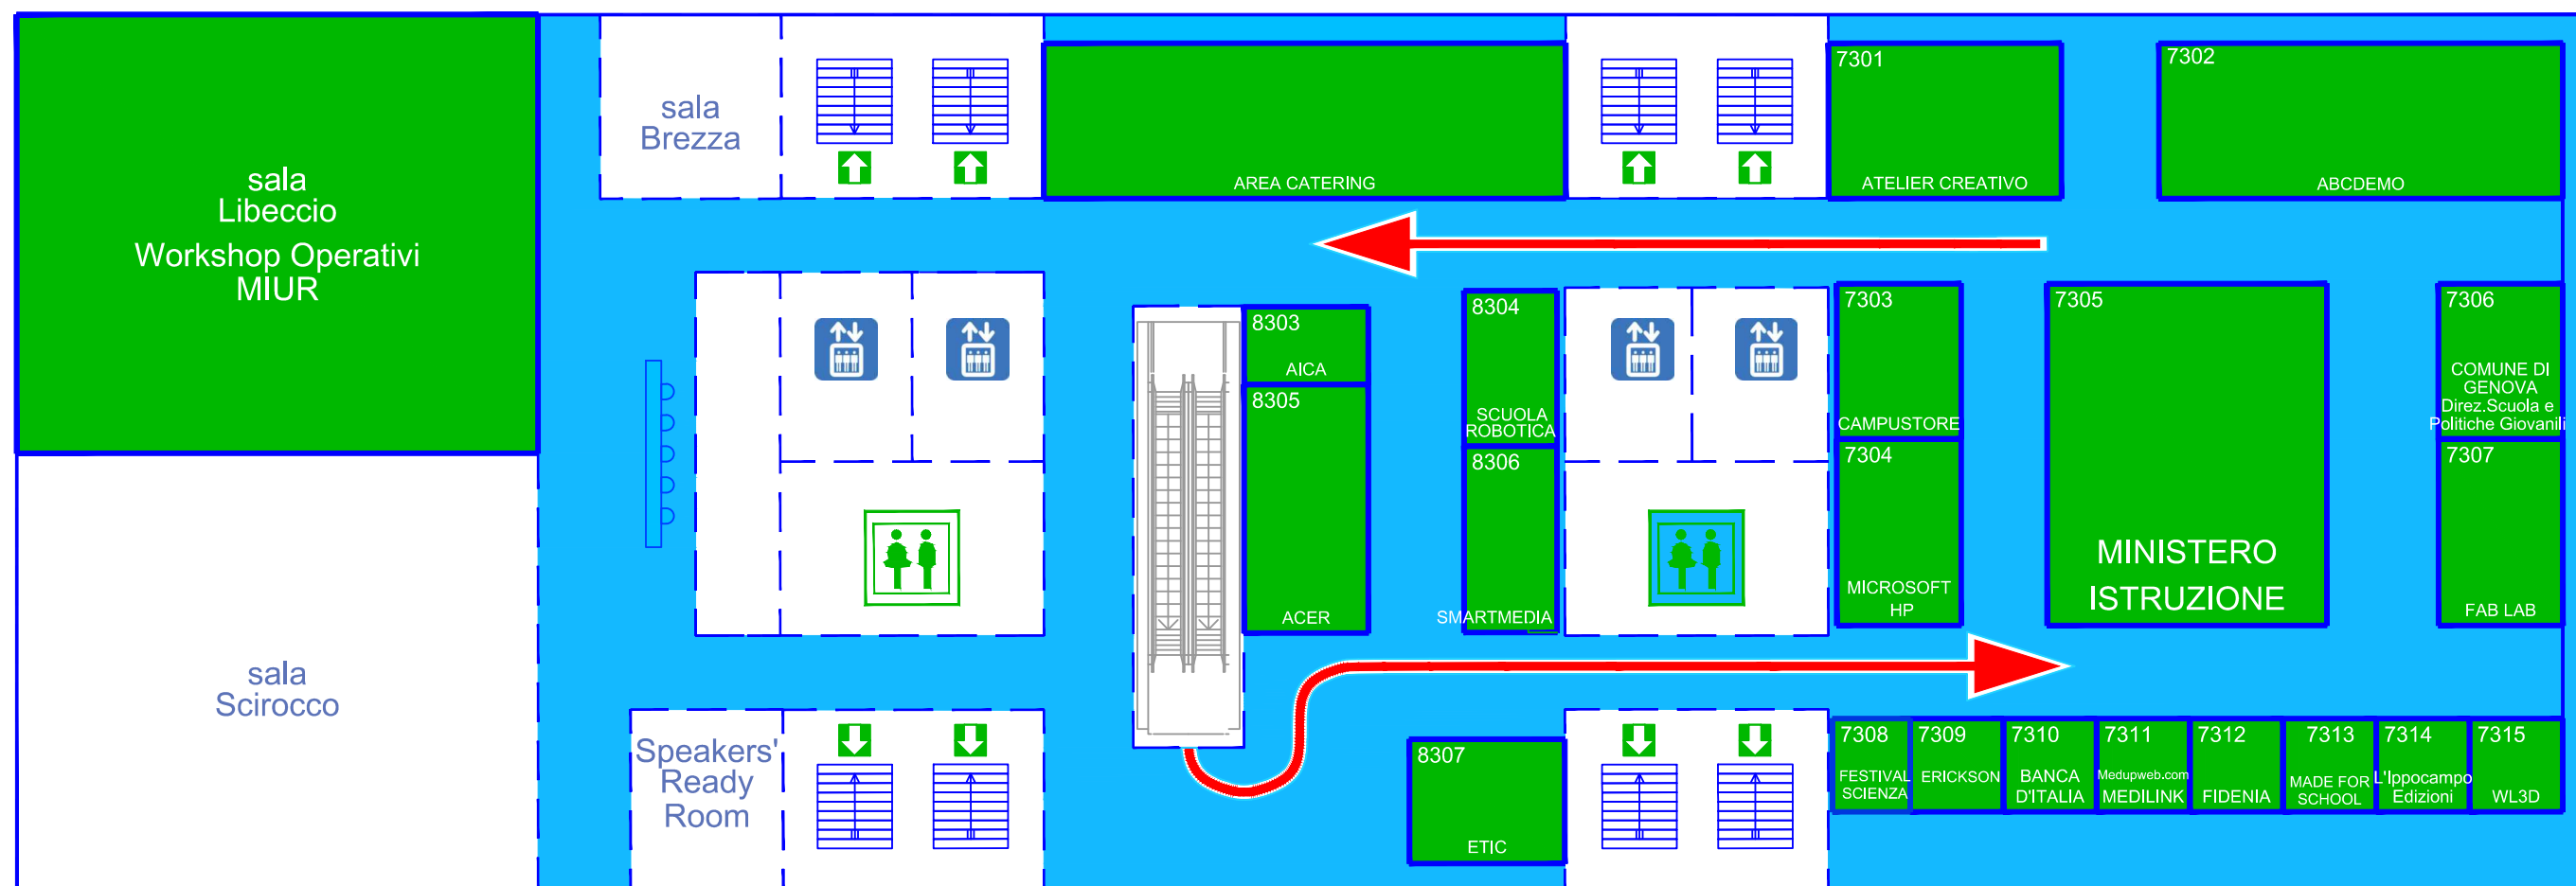 sala
Libeccio
Workshop Operativi
MIUR
sala
Brezza
AREA CATERING
7301
ATELIER CREATIVO
7302
ABCDEMO
8303
AICA
8305
ACER
8304
SCUOLA
ROBOTICA
8306
SMARTMEDIA
7303
CAMPUSTORE
7304
MICROSOFT
HP
7305
MINISTERO
ISTRUZIONE
7306
COMUNE DI
GENOVA
Direz.Scuola e
Politiche Giovanili
7307
FAB LAB
sala
Scirocco
Speakers'
Ready
Room
8307
ETIC
7308
FESTIVAL
SCIENZA
7309
ERICKSON
7310
BANCA
D'ITALIA
7311
Medupweb.com
MEDILINK
7312
FIDENIA
7313
MADE FOR
SCHOOL
7314
L'Ippocampo
Edizioni
7315
WL3D